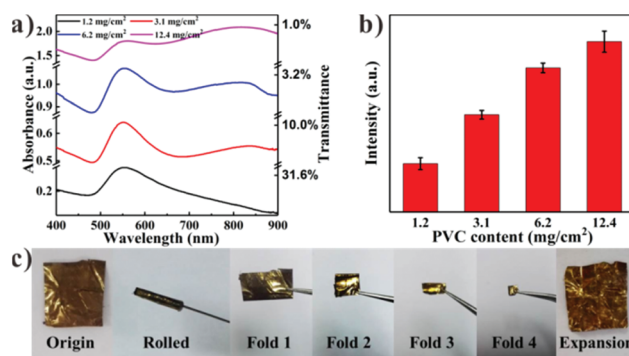 a)
1.2 mg/cm²
3.1 mg/cm²
6.2 mg/cm²
12.4 mg/cm²
2.0
1.5
1.0
0.9
0.6
0.5
0.2
Absorbance (a.u.)
1.0%
3.2%
10.0%
31.6%
Transmittance
400
500
600
700
800
900
Wavelength (nm)
b)
Intensity (a.u.)
1.2
3.1
6.2
12.4
PVC content (mg/cm²)
c)
Origin
Rolled
Fold 1
Fold 2
Fold 3
Fold 4
Expansion